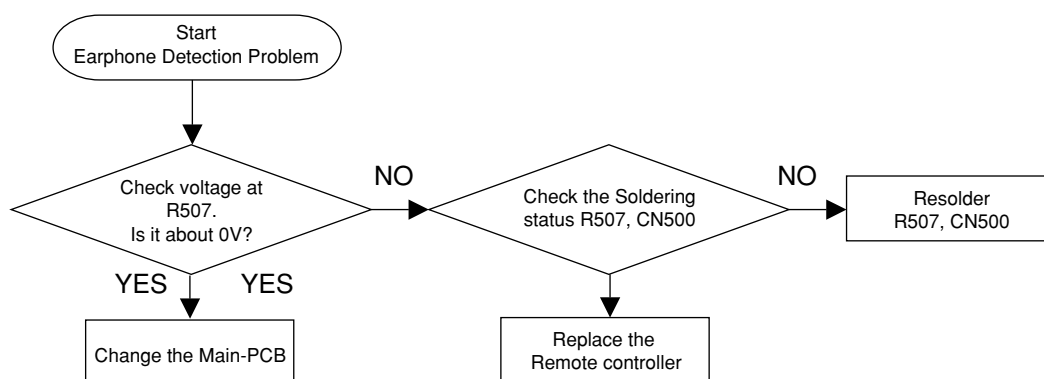 Start
Earphone Detection Problem
Check voltage at
R507.
Is it about 0V?
NO
Check the Soldering
status R507, CN500
NO
Resolder
R507, CN500
YES
YES
Change the Main-PCB
Replace the
Remote controller